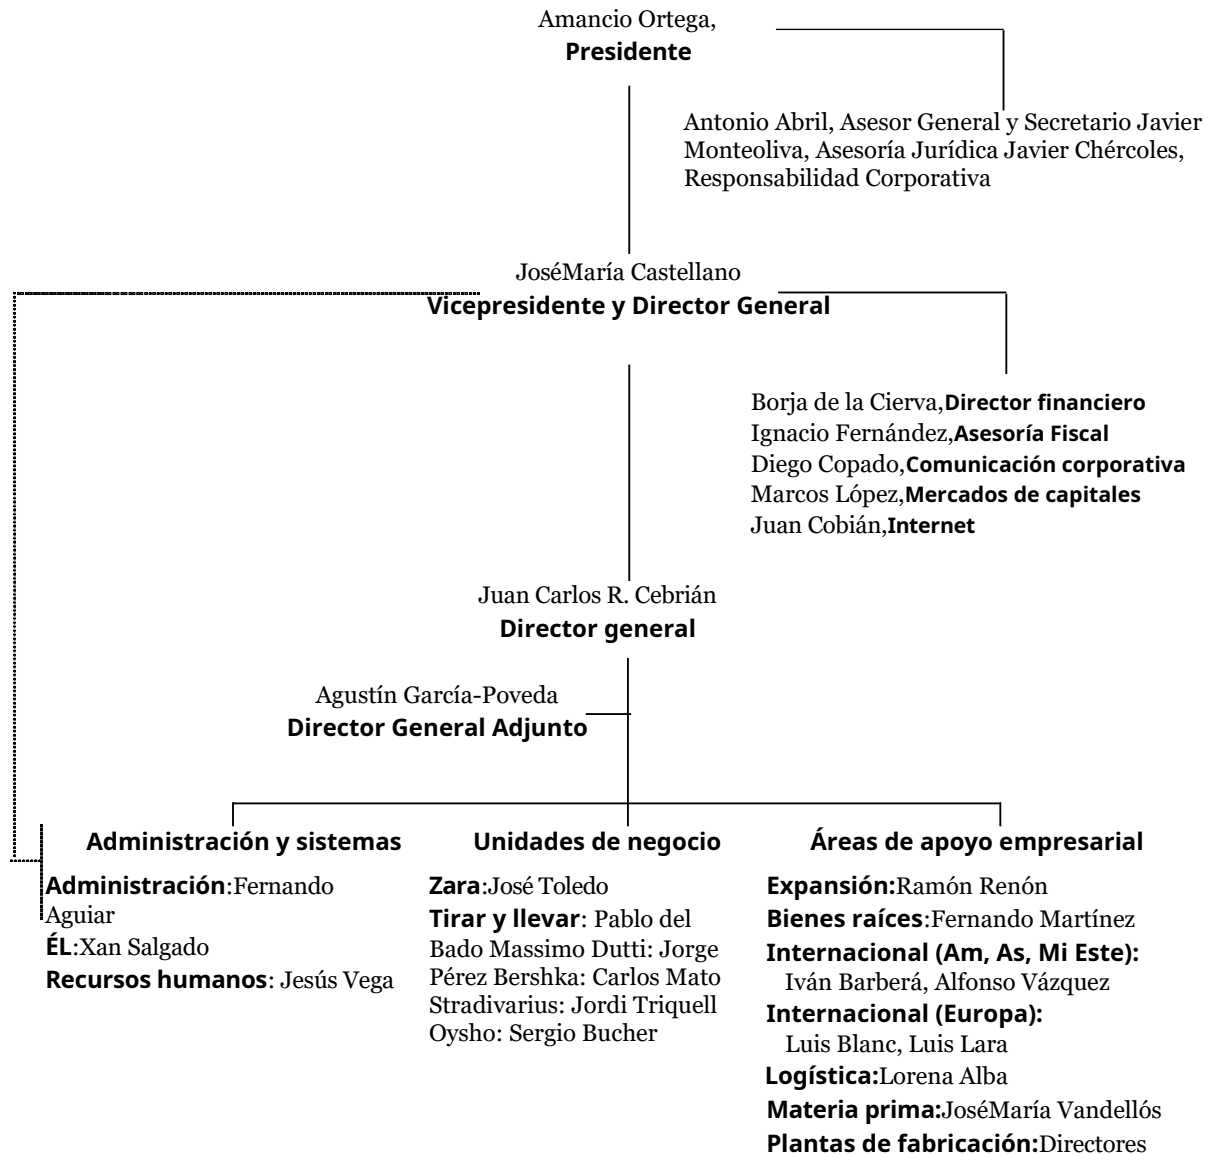 Amancio Ortega,
Presidente
Antonio Abril, Asesor General y Secretario Javier
Monteoliva, Asesoría Jurídica Javier Chércoles,
Responsabilidad Corporativa
JoséMaría Castellano
Vicepresidente y Director General
Borja de la Cierva,Director financiero
Ignacio Fernández,Asesoría Fiscal
Diego Copado,Comunicación corporativa
Marcos López,Mercados de capitales
Juan Cobián,Internet
Juan Carlos R. Cebrián
Director general
Agustín García-Poveda
Director General Adjunto
Administración y sistemas
Administración:Fernando
Aguiar
ÉL:Xan Salgado
Recursos humanos: Jesús Vega
Unidades de negocio
Zara:José Toledo
Tirar y llevar: Pablo del
Bado Massimo Dutti: Jorge
Pérez Bershka: Carlos Mato
Stradivarius: Jordi Triquell
Oysho: Sergio Bucher
Áreas de apoyo empresarial
Expansión:Ramón Renón
Bienes raíces:Fernando Martínez
Internacional (Am, As, Mi Este):
Iván Barberá, Alfonso Vázquez
Internacional (Europa):
Luis Blanc, Luis Lara
Logística:Lorena Alba
Materia prima:JoséMaría Vandellós
Plantas de fabricación:Directores